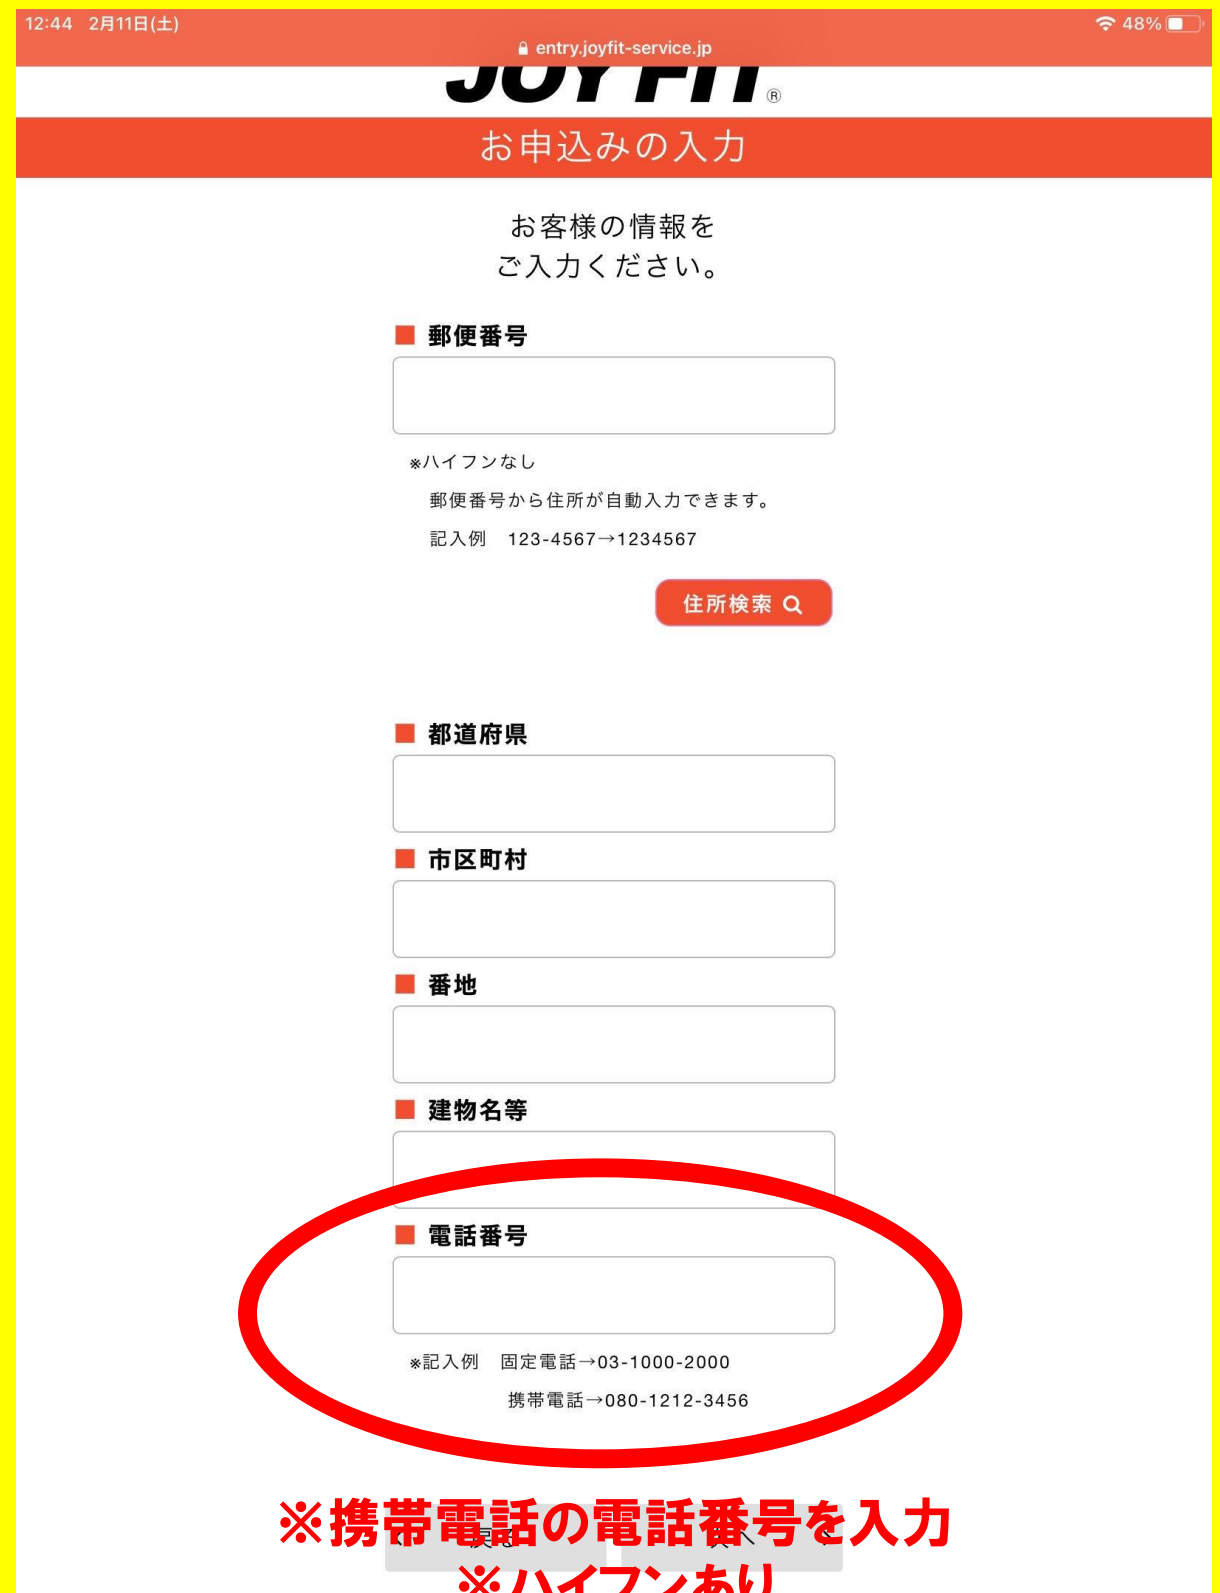 12:44 2月11日(土)
48%
entry.joyfit-service.jp
JOYFIT®
お申込みの入力
お客様の情報を
ご入力ください。
郵便番号
※ハイフンなし
郵便番号から住所が自動入力できます。
記入例 123-4567→1234567
住所検索
都道府県
市区町村
番地
建物名等
電話番号
※記入例 固定電話→03-1000-2000
携帯電話→080-1212-3456
※携帯電話の電話番号を入力
戻る
次へ
※ハイフンあり